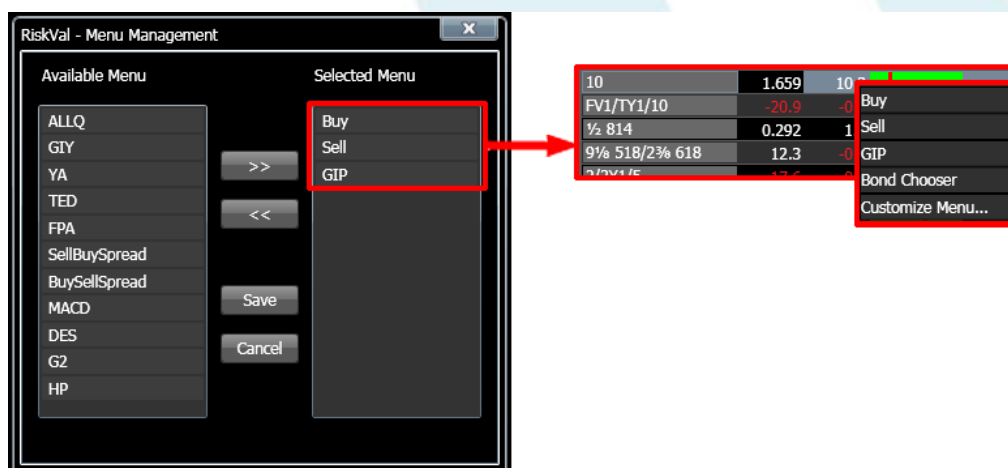 RiskVal - Menu Management
x
Available Menu
Selected Menu
ALLQ
GIY
YA
TED
FPA
SellBuySpread
BuySellSpread
MACD
DES
G2
HP
>>
<<
Save
Cancel
Buy
Sell
GIP
10 1.659
FV1/TY1/10 -20.9
½ 814 0.292 1
9⅛ 518/2⅜ 618 12.3
Buy
Sell
GIP
Bond Chooser
Customize Menu...